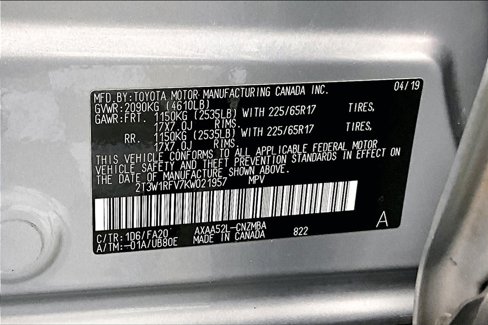 MFD.BY: TOYOTA MOTOR MANUFACTURING CANADA INC. 04/19
GVWR: 2090KG (4610LB)
GAWR: FRT. 1150KG (2535LB) WITH 225/65R17 TIRES.
17X7.0J RIMS.
RR. 1150KG (2535LB) WITH 225/65R17 TIRES.
17X7.0J RIMS.
THIS VEHICLE CONFORMS TO ALL APPLICABLE FEDERAL MOTOR
VEHICLE SAFETY AND THEFT PREVENTION STANDARDS IN EFFECT
ON THE DATE OF MANUFACTURE SHOWN ABOVE.
2T3W1RFV7KW021957 MPV
A
C/TR: 1D6/FA20 AXAA52L-CNZMBA
A/TM: -01A/UB80E MADE IN CANADA 822